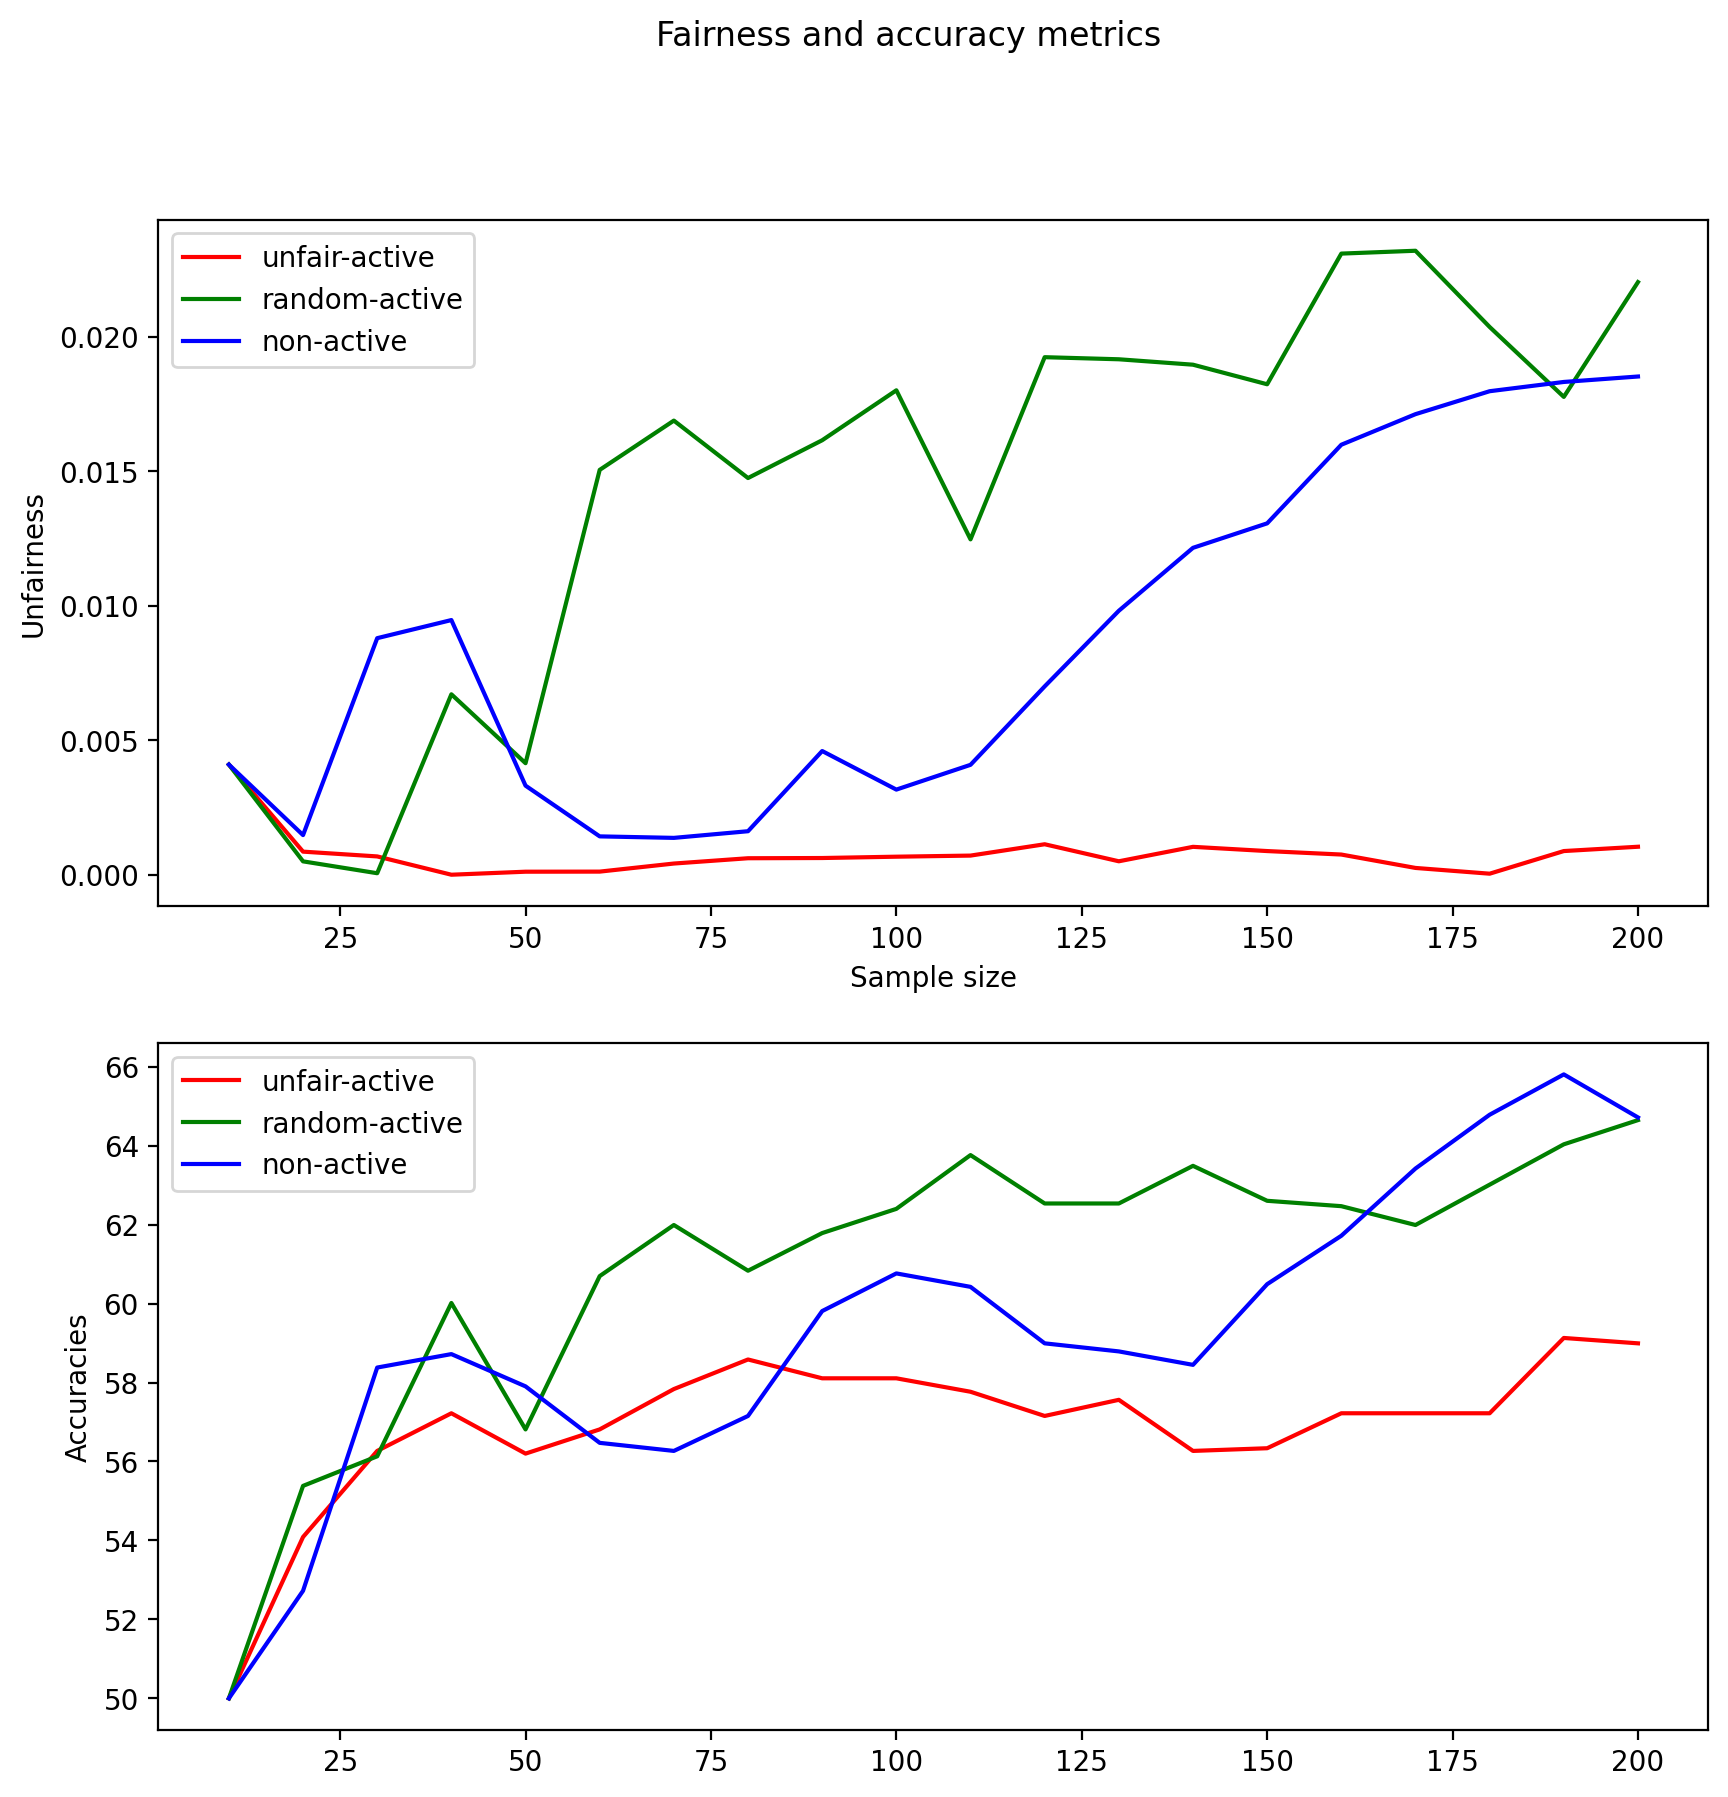 Fairness and accuracy metrics
unfair-active
random-active
non-active
0.020
0.015
0.010
0.005
0.000
Unfairness
25 50 75 100 125 150 175 200
Sample size
unfair-active
random-active
non-active
66
64
62
60
58
56
54
52
50
Accuracies
25 50 75 100 125 150 175 200